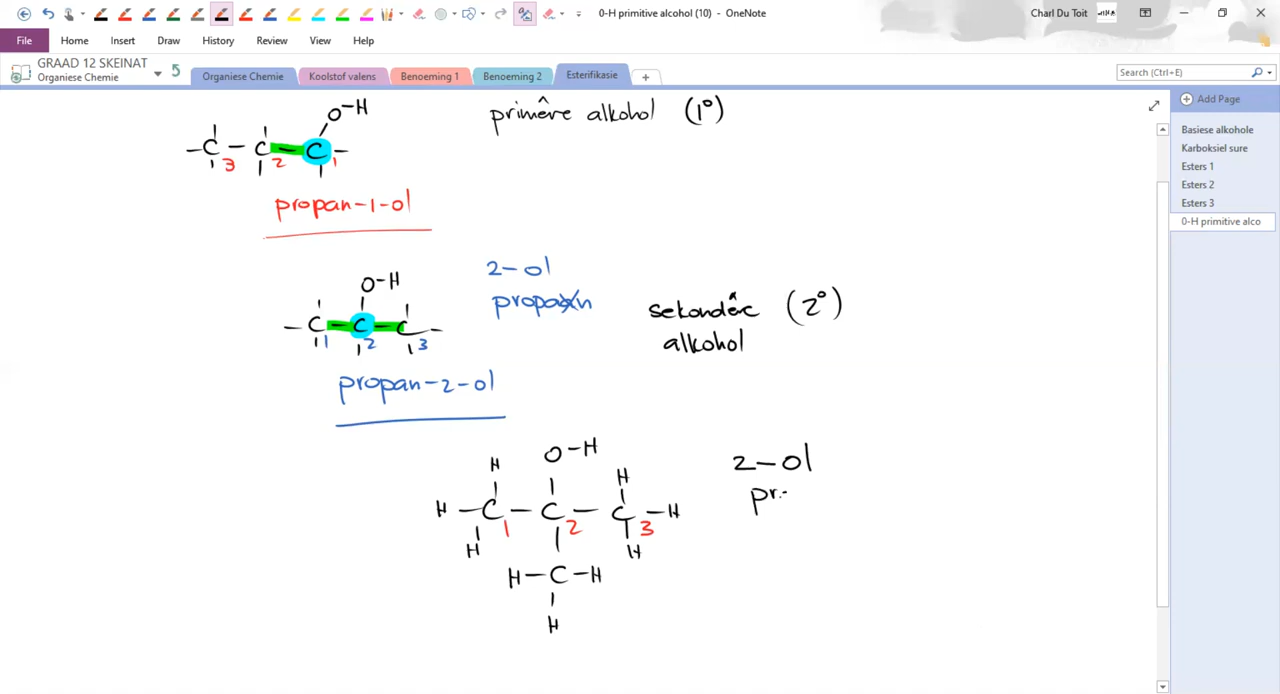 0-H primitive alcohol (10) - OneNote
Charl Du Toit
File Home Insert Draw History Review View Help
GRAAD 12 SKEINAT
Organiese Chemie
Organiese Chemie Koolstof valens Benoeming 1 Benoeming 2 Esterifikasie +
Search (Ctrl+E)
Add Page
Basiese alkohole
Karboksiel sure
Esters 1
Esters 2
Esters 3
0-H primitive alco
O-H
primêre alkohol (1°)
- C - C - C -
3 2 1
propan-1-ol
2-ol
O-H
propaan
sekondêre (2°)
alkohol
- C - C - C -
1 2 3
propan-2-ol
O-H
H H
H - C - C - C - H
1 2 3
H H
H - C - H
H
2-ol
pr